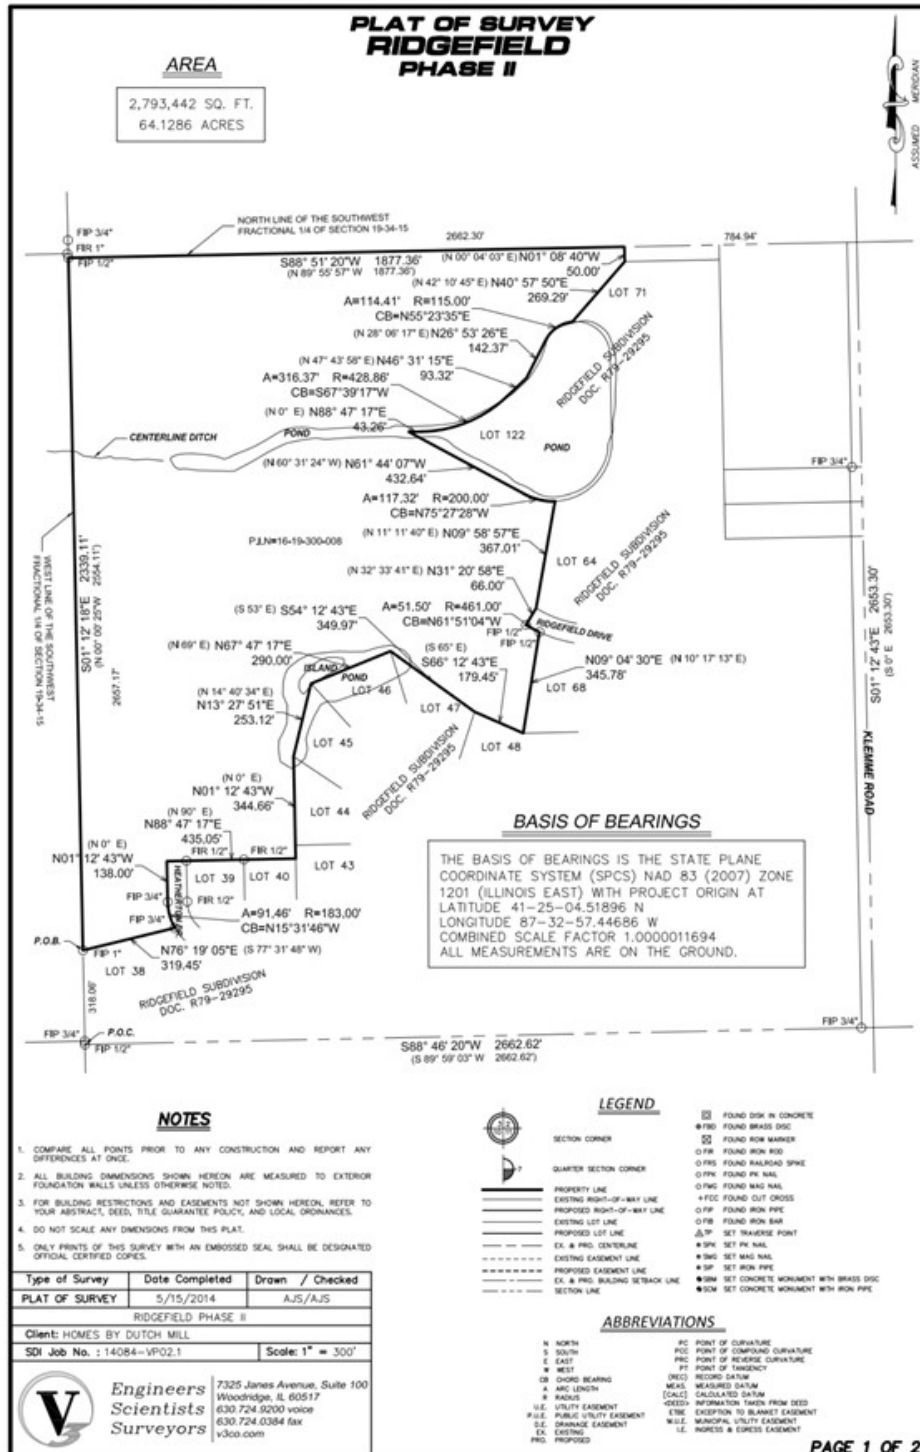 PLAT OF SURVEY
RIDGEFIELD
PHASE II
AREA
2,793,442 SQ. FT.
64.1286 ACRES
ASSUMED MERIDIAN
NORTH LINE OF THE SOUTHWEST
FRACTIONAL 1/4 OF SECTION 19-34-15
FIP 3/4"
FIR 1"
FIP 1/2"
2662.30'
784.94'
S88° 51' 20"W 1877.36'
(N 89° 55' 57" W 1877.36')
(N 00° 04' 03" E) N01° 08' 40"W
50.00'
(N 42° 10' 45" E) N40° 57' 50"E
269.29'
LOT 71
A=114.41' R=115.00'
CB=N55°23'35"E
(N 28° 06' 17" E) N26° 53' 26"E
142.37'
RIDGEFIELD SUBDIVISION
DOC. R79-29295
(N 47° 43' 58" E) N46° 31' 15"E
93.32'
A=316.37' R=428.86'
CB=S67°39'17"W
(N 0° E) N88° 47' 17"E
43.26'
CENTERLINE DITCH
POND
LOT 122
POND
FIP 3/4"
(N 60° 31' 24" W) N61° 44' 07"W
432.64'
A=117.32' R=200.00'
CB=N75°27'28"W
P.I.N=16-19-300-008
(N 11° 11' 40" E) N09° 58' 57"E
367.01'
LOT 64
(N 32° 33' 41" E) N31° 20' 58"E
66.00'
RIDGEFIELD SUBDIVISION
DOC. R79-29295
WEST LINE OF THE SOUTHWEST
FRACTIONAL 1/4 OF SECTION 19-34-15
S01° 12' 18"E 2339.11'
(N 00° 00' 25"W 2554.11')
2657.17'
(S 53° E) S54° 12' 43"E
349.97'
A=51.50' R=461.00'
CB=N61°51'04"W
FIP 1/2"
FIP 1/2"
RIDGEFIELD DRIVE
(N 69° E) N67° 47' 17"E
290.00'
ISLAND
POND
LOT 46
(S 65° E)
S66° 12' 43"E
179.45'
N09° 04' 30"E (N 10° 17' 13" E)
345.78'
LOT 68
S01° 12' 43"E 2653.30'
(S 0° E 2653.30')
(N 14° 40' 34" E)
N13° 27' 51"E
253.12'
LOT 47
LOT 48
LOT 45
RIDGEFIELD SUBDIVISION
DOC. R79-29295
KLEMME ROAD
(N 0° E)
N01° 12' 43"W
344.66'
LOT 44
(N 90° E)
N88° 47' 17"E
435.05'
FIR 1/2"
FIR 1/2"
LOT 43
(N 0° E)
N01° 12' 43"W
138.00'
LOT 39
LOT 40
FIP 3/4"
FIR 1/2"
FIP 3/4"
A=91.46' R=183.00'
CB=N15°31'46"W
P.O.B.
FIP 1"
N76° 19' 05"E (S 77° 31' 48" W)
319.45'
LOT 38
RIDGEFIELD SUBDIVISION
DOC. R79-29295
318.06'
FIP 3/4"
P.O.C.
FIP 1/2"
FIP 3/4"
S88° 46' 20"W 2662.62'
(S 89° 59' 03" W 2662.62')
BASIS OF BEARINGS
THE BASIS OF BEARINGS IS THE STATE PLANE
COORDINATE SYSTEM (SPCS) NAD 83 (2007) ZONE
1201 (ILLINOIS EAST) WITH PROJECT ORIGIN AT
LATITUDE 41-25-04.51896 N
LONGITUDE 87-32-57.44686 W
COMBINED SCALE FACTOR 1.0000011694
ALL MEASUREMENTS ARE ON THE GROUND.
NOTES
1. COMPARE ALL POINTS PRIOR TO ANY CONSTRUCTION AND REPORT ANY
DIFFERENCES AT ONCE.
2. ALL BUILDING DIMMENSIONS SHOWN HEREON ARE MEASURED TO EXTERIOR
FOUNDATION WALLS UNLESS OTHERWISE NOTED.
3. FOR BUILDING RESTRICTIONS AND EASEMENTS NOT SHOWN HEREON, REFER TO
YOUR ABSTRACT, DEED, TITLE GUARANTEE POLICY, AND LOCAL ORDINANCES.
4. DO NOT SCALE ANY DIMENSIONS FROM THIS PLAT.
5. ONLY PRINTS OF THIS SURVEY WITH AN EMBOSSED SEAL SHALL BE DESIGNATED
OFFICIAL CERTIFIED COPIES.
Type of Survey Date Completed Drawn / Checked
PLAT OF SURVEY 5/15/2014 AJS/AJS
RIDGEFIELD PHASE II
Client: HOMES BY DUTCH MILL
SDI Job No. : 14084-VP02.1 Scale: 1" = 300'
V3
Engineers
Scientists
Surveyors
7325 Janes Avenue, Suite 100
Woodridge, IL 60517
630.724.9200 voice
630.724.0384 fax
v3co.com
LEGEND
SECTION CORNER
QUARTER SECTION CORNER
PROPERTY LINE
EXISTING RIGHT-OF-WAY LINE
PROPOSED RIGHT-OF-WAY LINE
EXISTING LOT LINE
PROPOSED LOT LINE
EX. & PRO. CENTERLINE
EXISTING EASEMENT LINE
PROPOSED EASEMENT LINE
EX. & PRO. BUILDING SETBACK LINE
SECTION LINE
FOUND DISK IN CONCRETE
FBD FOUND BRASS DISC
FOUND ROW MARKER
FIR FOUND IRON ROD
FRS FOUND RAILROAD SPIKE
FPK FOUND PK NAIL
FMG FOUND MAG NAIL
FCC FOUND CUT CROSS
FIP FOUND IRON PIPE
FIB FOUND IRON BAR
TP SET TRAVERSE POINT
SPK SET PK NAIL
SMG SET MAG NAIL
SIP SET IRON PIPE
SBM SET CONCRETE MONUMENT WITH BRASS DISC
SCM SET CONCRETE MONUMENT WITH IRON PIPE
ABBREVIATIONS
N NORTH
S SOUTH
E EAST
W WEST
CB CHORD BEARING
A ARC LENGTH
R RADIUS
U.E. UTILITY EASEMENT
P.U.E. PUBLIC UTILITY EASEMENT
D.E. DRAINAGE EASEMENT
EX. EXISTING
PRO. PROPOSED
PC POINT OF CURVATURE
PCC POINT OF COMPOUND CURVATURE
PRC POINT OF REVERSE CURVATURE
PT POINT OF TANGENCY
(REC) RECORD DATUM
MEAS. MEASURED DATUM
[CALC] CALCULATED DATUM
<DEED> INFORMATION TAKEN FROM DEED
ETBE EXCEPTION TO BLANKET EASEMENT
M.U.E. MUNICIPAL UTILITY EASEMENT
I.E. INGRESS & EGRESS EASEMENT
PAGE 1 OF 2